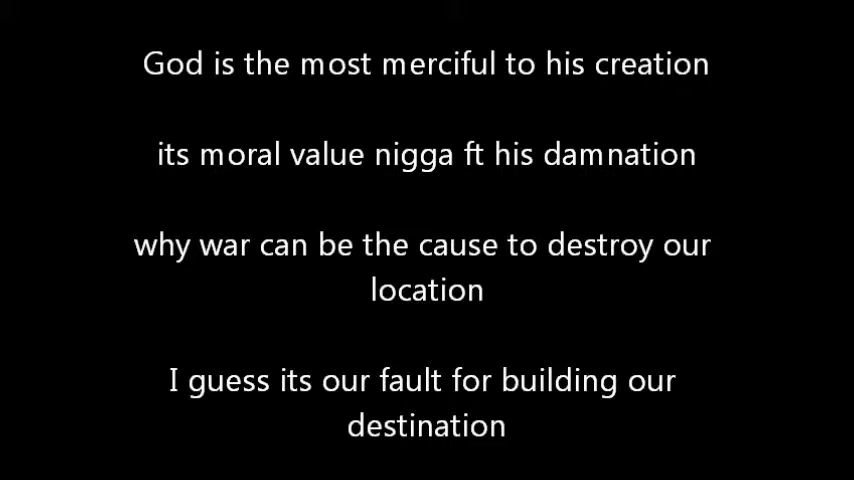 God is the most merciful to his creation
its moral value nigga ft his damnation
why war can be the cause to destroy our
location
I guess its our fault for building our
destination